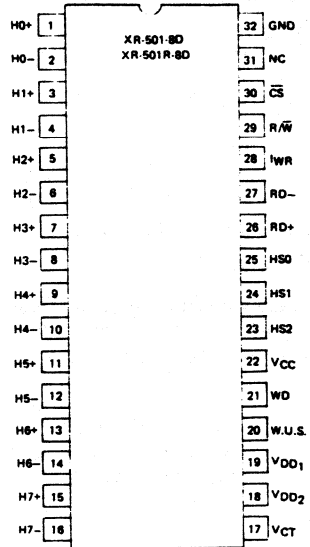 XR-501-8D
XR-501R-8D
H0+ 1
H0- 2
H1+ 3
H1- 4
H2+ 5
H2- 6
H3+ 7
H3- 8
H4+ 9
H4- 10
H5+ 11
H5- 12
H6+ 13
H6- 14
H7+ 15
H7- 16
32 GND
31 NC
30 C̅S̅
29 R/W̅
28 IWR
27 RD-
26 RD+
25 HS0
24 HS1
23 HS2
22 VCC
21 WD
20 W.U.S.
19 VDD1
18 VDD2
17 VCT